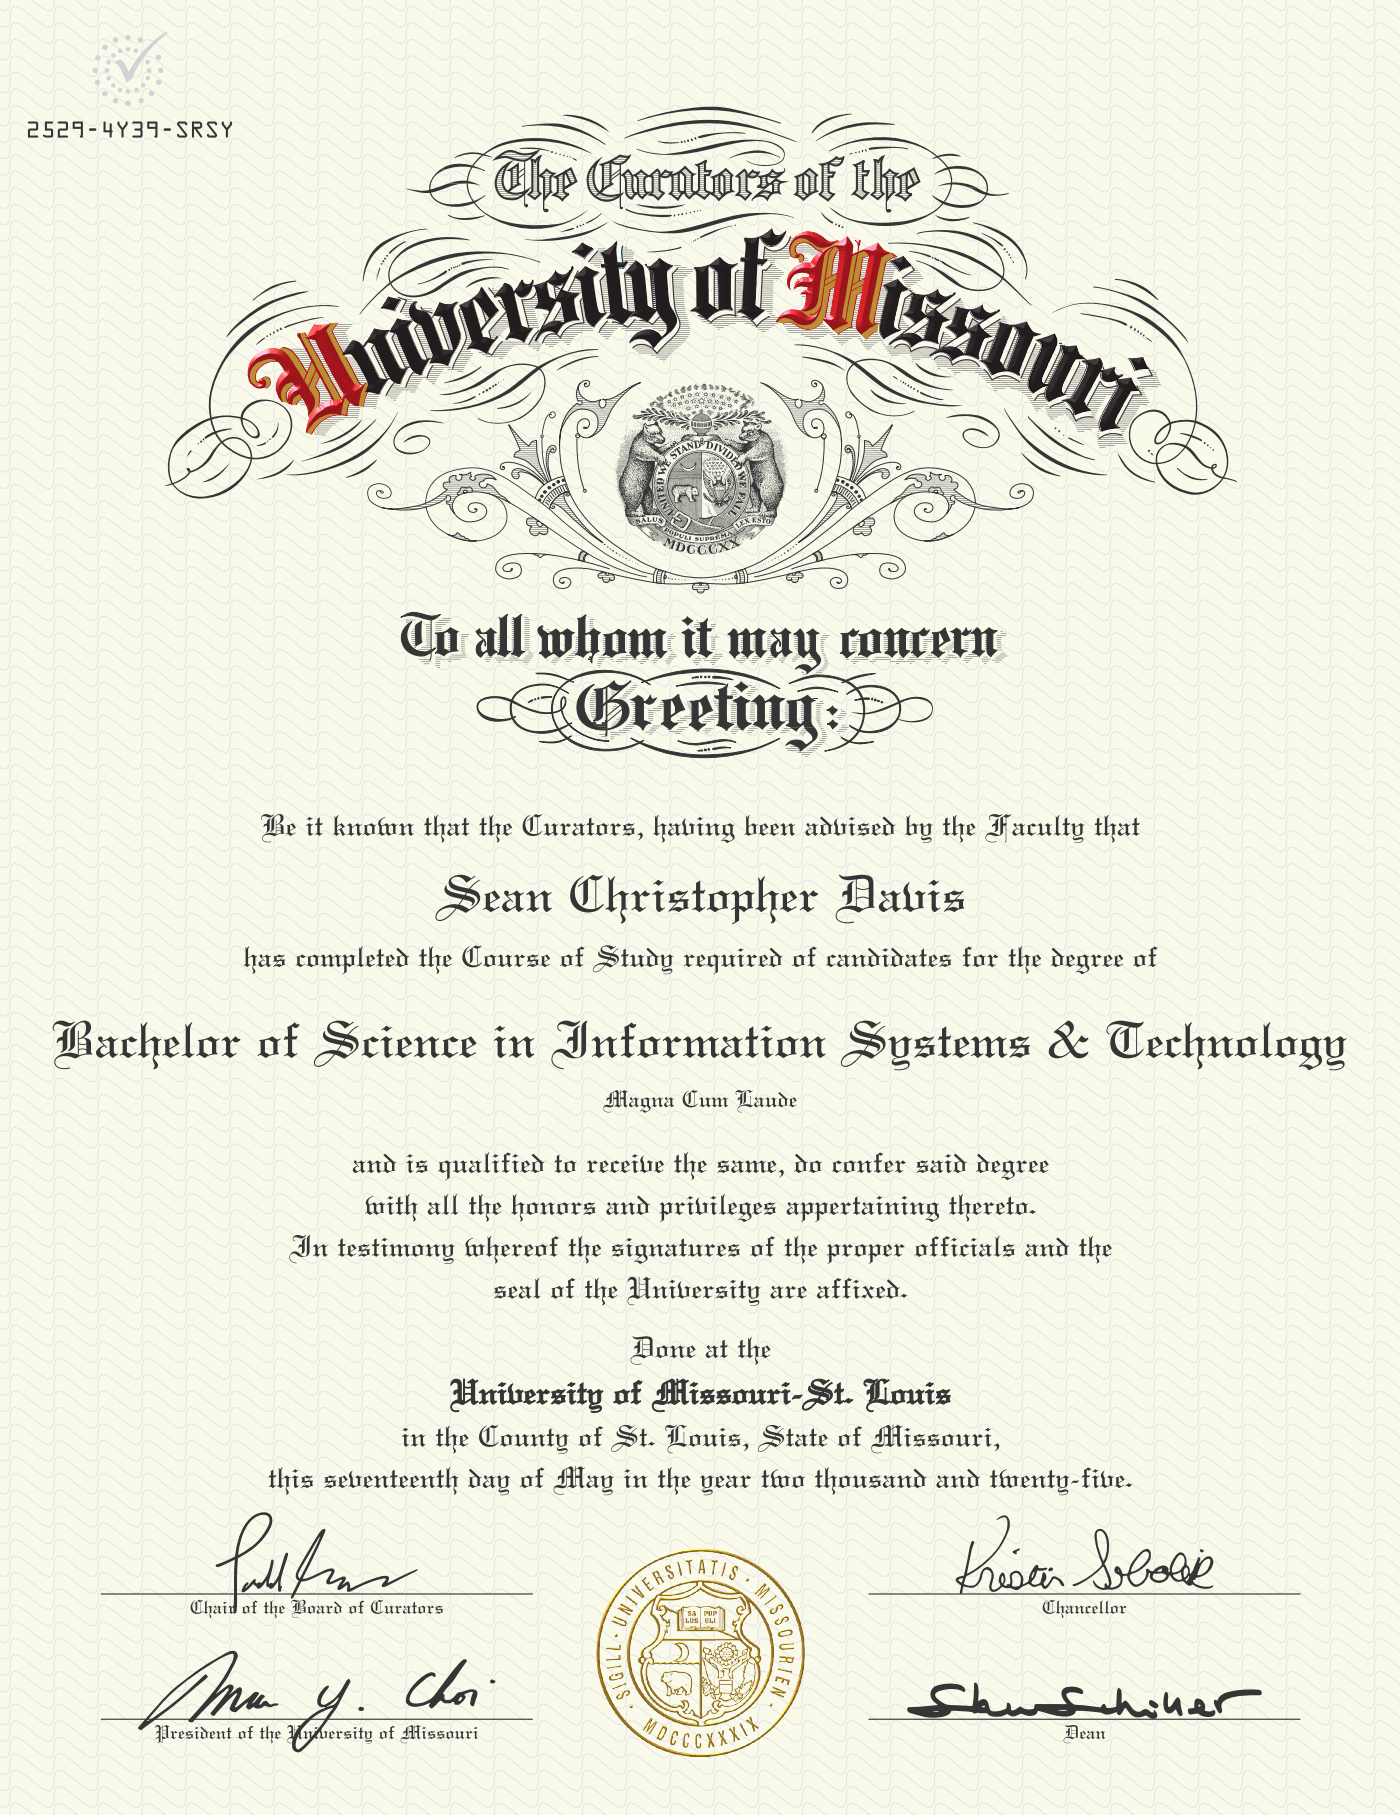 2529-4Y39-SRSY
The Curators of the
University of Missouri
UNITED WE STAND DIVIDED WE FALL
SALUS POPULI SUPREMA LEX ESTO
MDCCCXX
To all whom it may concern
Greeting:
Be it known that the Curators, having been advised by the Faculty that
Sean Christopher Davis
has completed the Course of Study required of candidates for the degree of
Bachelor of Science in Information Systems & Technology
Magna Cum Laude
and is qualified to receive the same, do confer said degree
with all the honors and privileges appertaining thereto.
In testimony whereof the signatures of the proper officials and the
seal of the University are affixed.
Done at the
University of Missouri-St. Louis
in the County of St. Louis, State of Missouri,
this seventeenth day of May in the year two thousand and twenty-five.
Chair of the Board of Curators
Kristin Sobolik
Chancellor
SIGILL · UNIVERSITATIS · MISSOURIEN ·
SA POP
LUS ULI
MDCCCXXXIX
Y. Choi
President of the University of Missouri
Dean